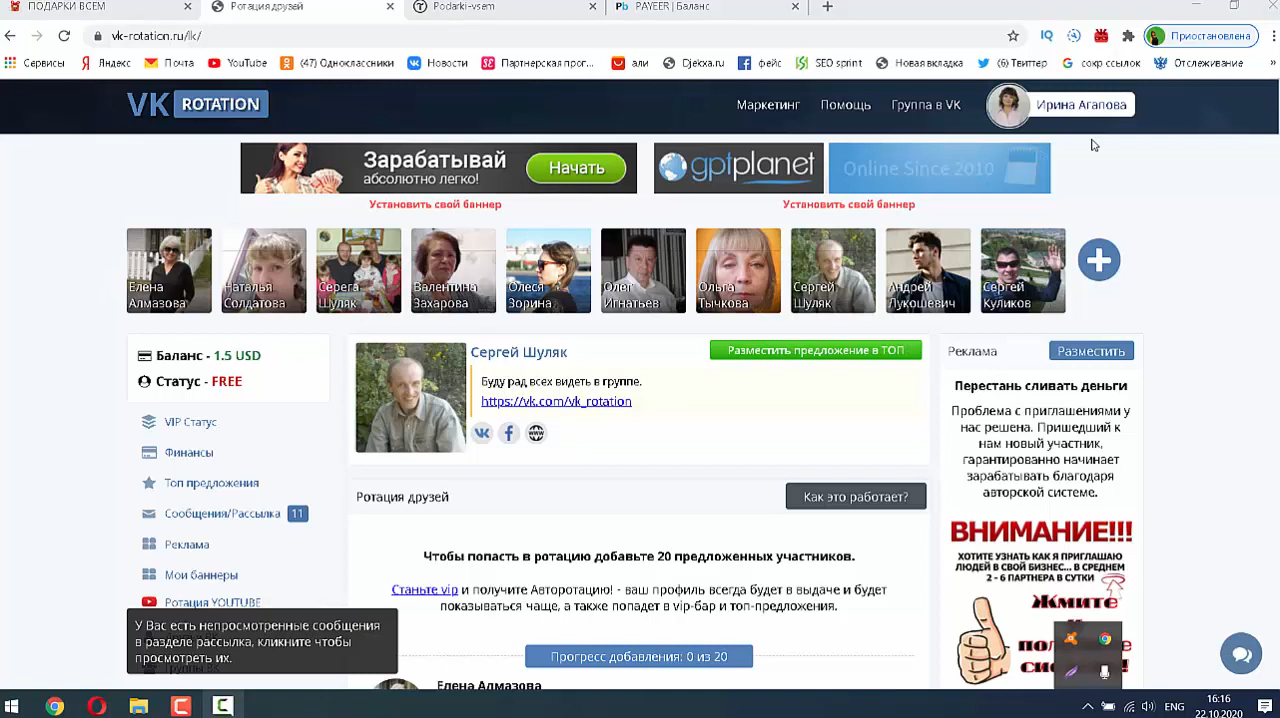 ПОДАРКИ ВСЕМ
Ротация друзей
Podarki-vsem
PAYEER | Баланс
vk-rotation.ru/lk/
Приостановлена
Сервисы
Яндекс
Почта
YouTube
(47) Одноклассники
Новости
Партнерская прог...
али
Djekxa.ru
фейс
SEO sprint
Новая вкладка
(6) Твиттер
сокр ссылок
Отслеживание
»
VK ROTATION
Маркетинг
Помощь
Группа в VK
Ирина Агапова
Зарабатывай
абсолютно легко!
Начать
gptplanet
Online Since 2010
Установить свой баннер
Установить свой баннер
Елена
Алмазова
Наталья
Солдатова
Серега
Шуляк
Валентина
Захарова
Олеся
Зорина
Олег
Игнатьев
Ольга
Тычкова
Сергей
Шуляк
Андрей
Лукошевич
Сергей
Куликов
Баланс - 1.5 USD
Статус - FREE
VIP Статус
Финансы
Топ предложения
Сообщения/Рассылка 11
Реклама
Мои баннеры
Ротация YOUTUBE
У Вас есть непросмотренные сообщения
в разделе рассылка, кликните чтобы
просмотреть их.
Сергей Шуляк
Разместить предложение в ТОП
Буду рад всех видеть в группе.
https://vk.com/vk_rotation
WWW
Ротация друзей
Как это работает?
Чтобы попасть в ротацию добавьте 20 предложенных участников.
Станьте vip и получите Авторотацию! - ваш профиль всегда будет в выдаче и будет
показываться чаще, а также попадет в vip-бар и топ-предложения.
Прогресс добавления: 0 из 20
Елена Алмазова
Реклама
Разместить
Перестань сливать деньги
Проблема с приглашениями у
нас решена. Пришедший к
нам новый участник,
гарантированно начинает
зарабатывать благодаря
авторской системе.
ВНИМАНИЕ!!!
ХОТИТЕ УЗНАТЬ КАК Я ПРИГЛАШАЮ
ЛЮДЕЙ В СВОЙ БИЗНЕС... В СРЕДНЕМ
2 - 6 ПАРТНЕРА В СУТКИ
Жмите
ENG
16:16
22.10.2020